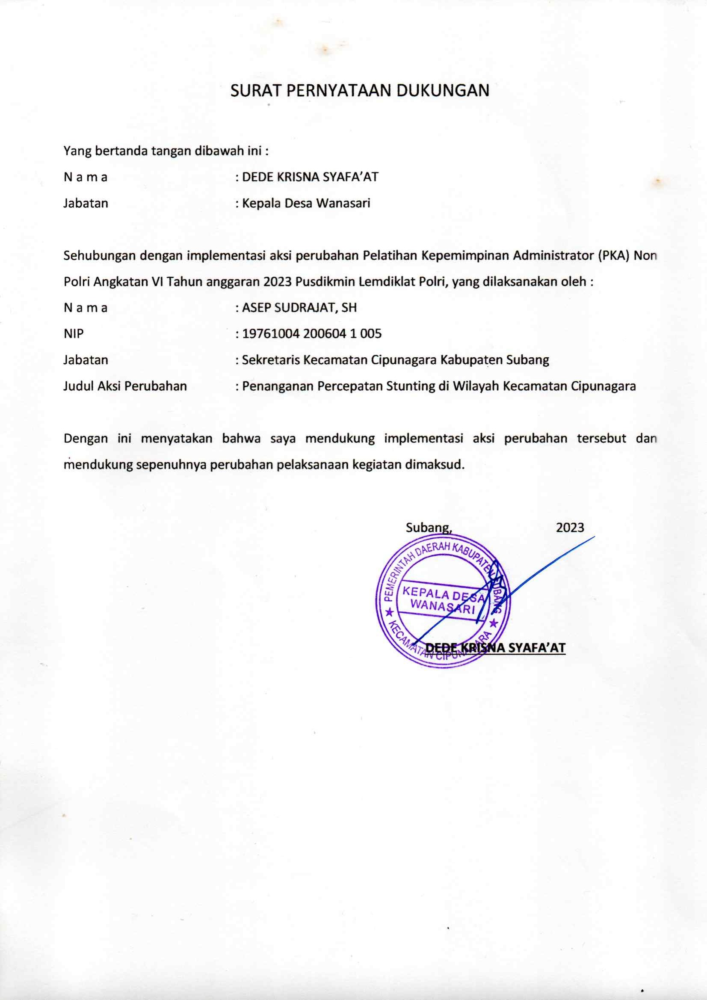 SURAT PERNYATAAN DUKUNGAN
Yang bertanda tangan dibawah ini :
N a m a : DEDE KRISNA SYAFA’AT
Jabatan : Kepala Desa Wanasari
Sehubungan dengan implementasi aksi perubahan Pelatihan Kepemimpinan Administrator (PKA) Non
Polri Angkatan VI Tahun anggaran 2023 Pusdikmin Lemdiklat Polri, yang dilaksanakan oleh :
N a m a : ASEP SUDRAJAT, SH
NIP : 19761004 200604 1 005
Jabatan : Sekretaris Kecamatan Cipunagara Kabupaten Subang
Judul Aksi Perubahan : Penanganan Percepatan Stunting di Wilayah Kecamatan Cipunagara
Dengan ini menyatakan bahwa saya mendukung implementasi aksi perubahan tersebut dan
mendukung sepenuhnya perubahan pelaksanaan kegiatan dimaksud.
Subang, 2023
PEMERINTAH DAERAH KABUPATEN SUBANG
KEPALA DESA
WANASARI
★ KECAMATAN CIPUNAGARA ★
DEDE KRISNA SYAFA’AT